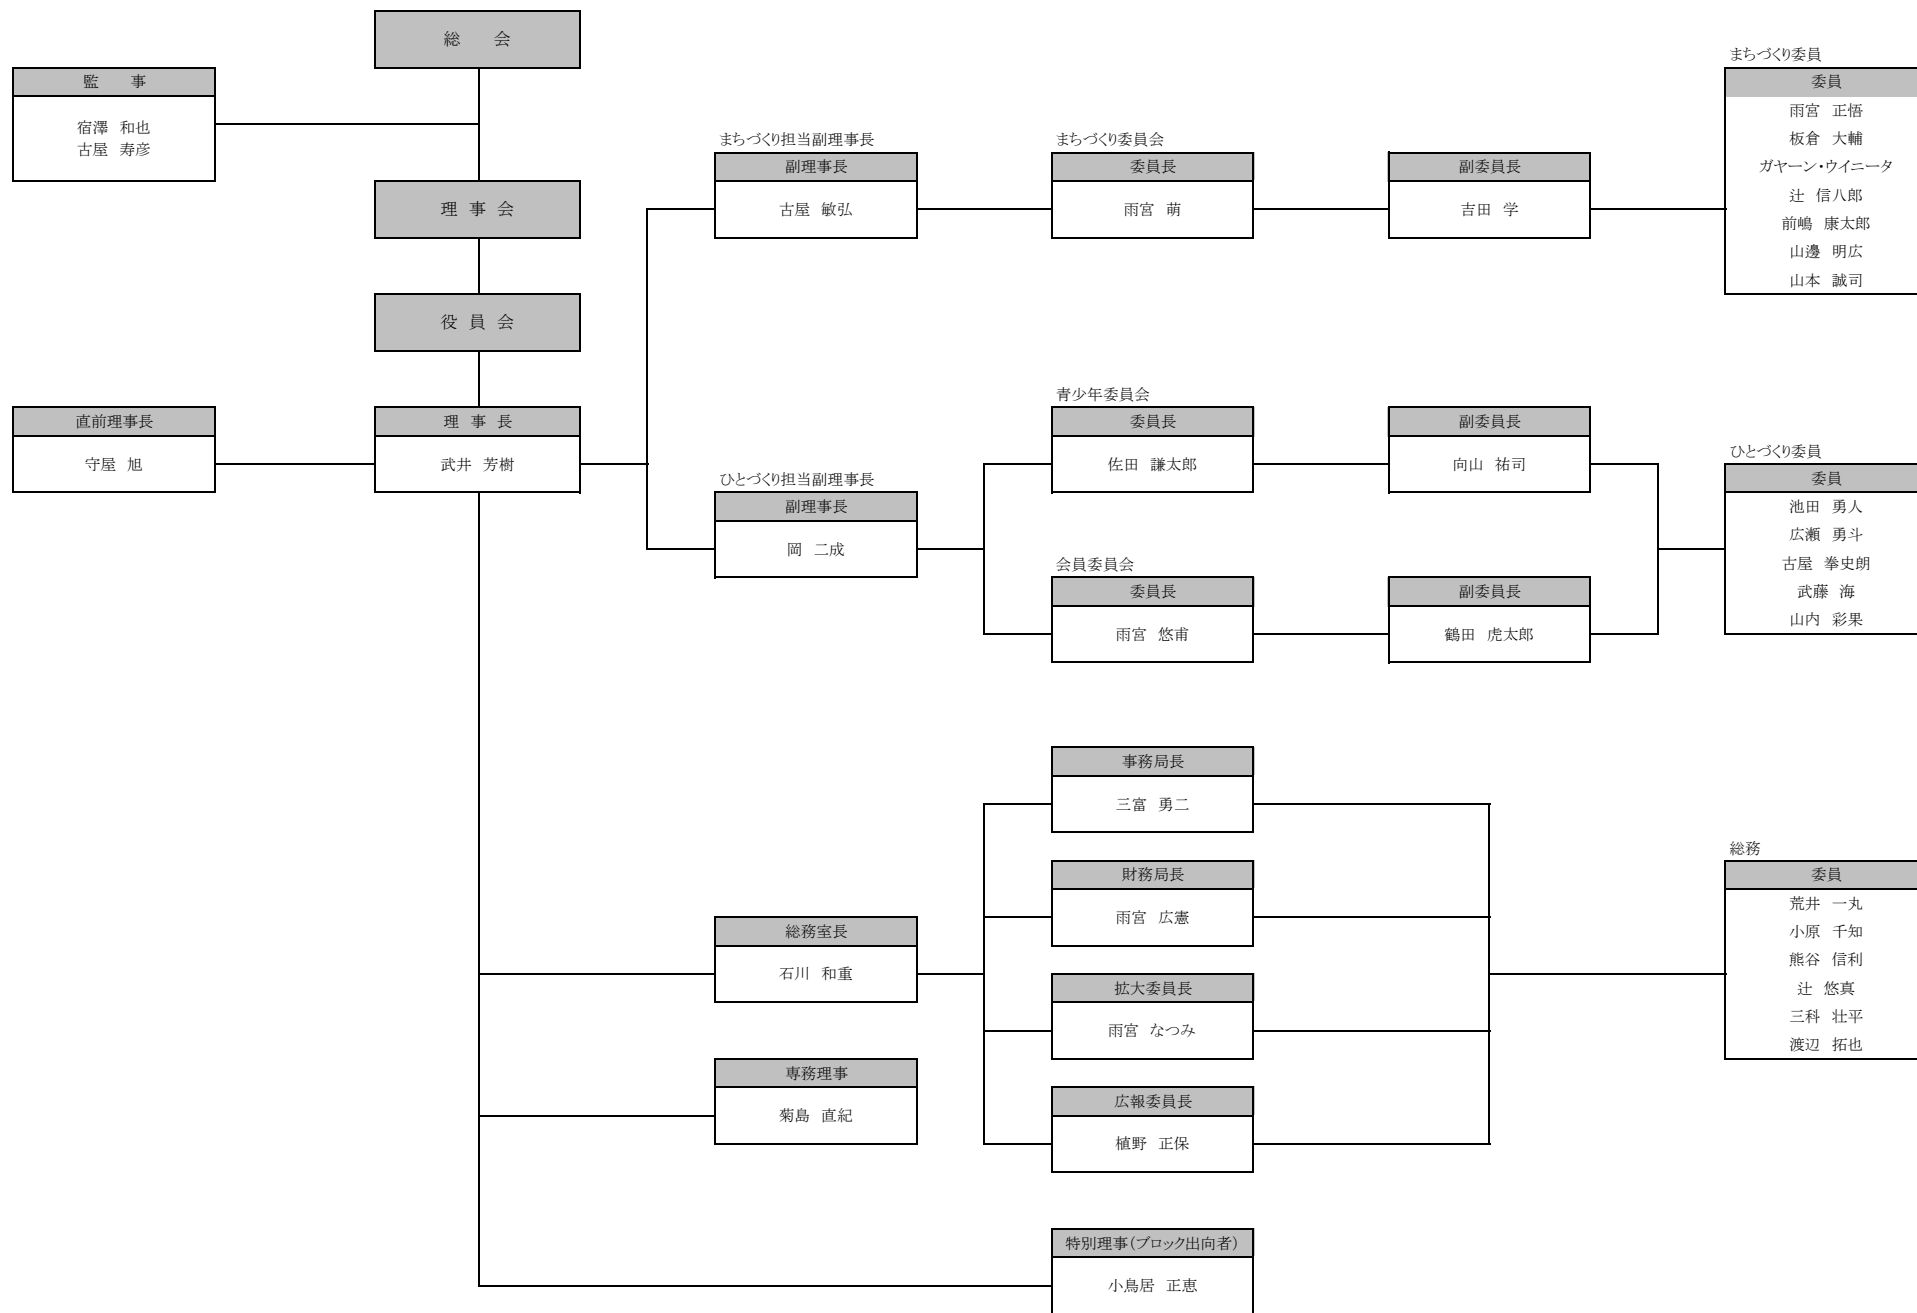 総　会
監　事
宿澤 和也
古屋 寿彦
理 事 会
役 員 会
直前理事長
守屋 旭
理 事 長
武井 芳樹
まちづくり担当副理事長
副理事長
古屋 敏弘
まちづくり委員会
委員長
雨宮 萌
副委員長
吉田 学
まちづくり委員
委員
雨宮 正悟
板倉 大輔
ガヤーン・ウイニータ
辻 信八郎
前嶋 康太郎
山邊 明広
山本 誠司
ひとづくり担当副理事長
副理事長
岡 二成
青少年委員会
委員長
佐田 謙太郎
副委員長
向山 祐司
会員委員会
委員長
雨宮 悠甫
副委員長
鶴田 虎太郎
ひとづくり委員
委員
池田 勇人
広瀬 勇斗
古屋 拳史朗
武藤 海
山内 彩果
総務室長
石川 和重
事務局長
三富 勇二
財務局長
雨宮 広憲
拡大委員長
雨宮 なつみ
広報委員長
植野 正保
総務
委員
荒井 一丸
小原 千知
熊谷 信利
辻 悠真
三科 壮平
渡辺 拓也
専務理事
菊島 直紀
特別理事(ブロック出向者)
小鳥居 正恵